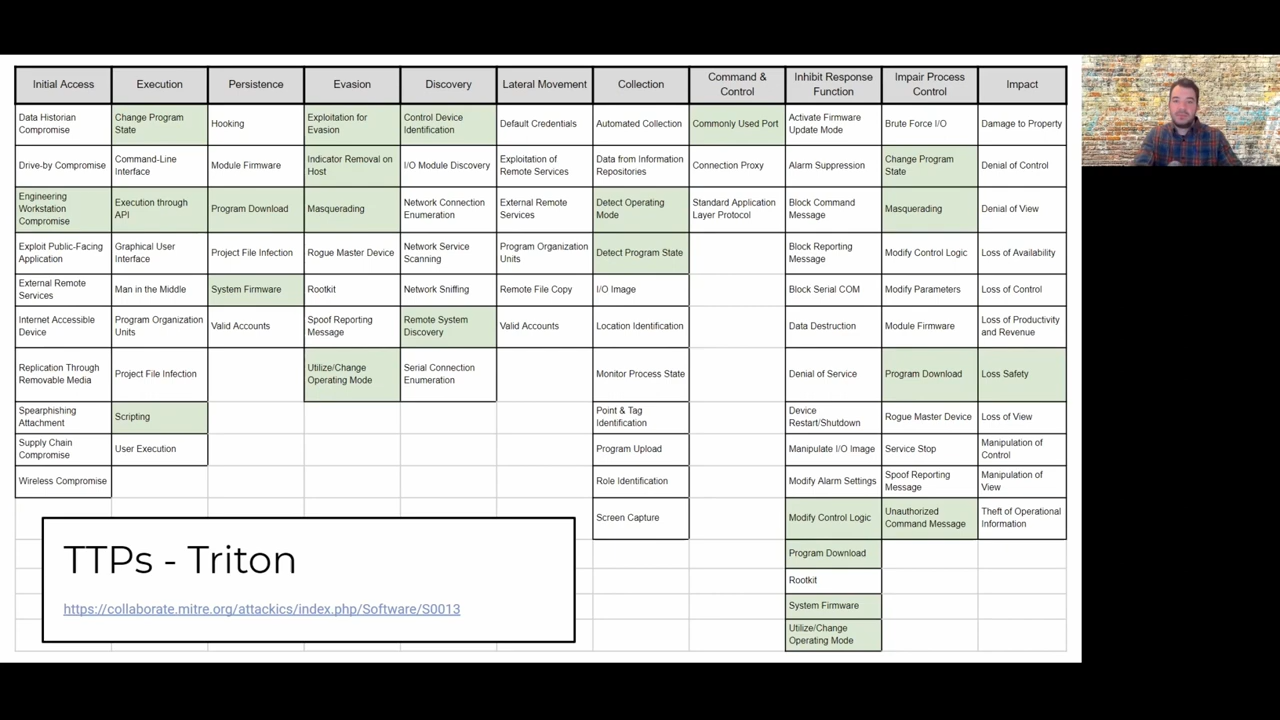 Initial Access
Execution
Persistence
Evasion
Discovery
Lateral Movement
Collection
Command &
Control
Inhibit Response
Function
Impair Process
Control
Impact
Data Historian
Compromise
Change Program
State
Hooking
Exploitation for
Evasion
Control Device
Identification
Default Credentials
Automated Collection
Commonly Used Port
Activate Firmware
Update Mode
Brute Force I/O
Damage to Property
Drive-by Compromise
Command-Line
Interface
Module Firmware
Indicator Removal on
Host
I/O Module Discovery
Exploitation of
Remote Services
Data from Information
Repositories
Connection Proxy
Alarm Suppression
Change Program
State
Denial of Control
Engineering
Workstation
Compromise
Execution through
API
Program Download
Masquerading
Network Connection
Enumeration
External Remote
Services
Detect Operating
Mode
Standard Application
Layer Protocol
Block Command
Message
Masquerading
Denial of View
Exploit Public-Facing
Application
Graphical User
Interface
Project File Infection
Rogue Master Device
Network Service
Scanning
Program Organization
Units
Detect Program State
Block Reporting
Message
Modify Control Logic
Loss of Availability
External Remote
Services
Man in the Middle
System Firmware
Rootkit
Network Sniffing
Remote File Copy
I/O Image
Block Serial COM
Modify Parameters
Loss of Control
Internet Accessible
Device
Program Organization
Units
Valid Accounts
Spoof Reporting
Message
Remote System
Discovery
Valid Accounts
Location Identification
Data Destruction
Module Firmware
Loss of Productivity
and Revenue
Replication Through
Removable Media
Project File Infection
Utilize/Change
Operating Mode
Serial Connection
Enumeration
Monitor Process State
Denial of Service
Program Download
Loss Safety
Spearphishing
Attachment
Scripting
Point & Tag
Identification
Device
Restart/Shutdown
Rogue Master Device
Loss of View
Supply Chain
Compromise
User Execution
Program Upload
Manipulate I/O Image
Service Stop
Manipulation of
Control
Wireless Compromise
Role Identification
Modify Alarm Settings
Spoof Reporting
Message
Manipulation of
View
Screen Capture
Modify Control Logic
Unauthorized
Command Message
Theft of Operational
Information
Program Download
Rootkit
System Firmware
Utilize/Change
Operating Mode
TTPs - Triton
https://collaborate.mitre.org/attackics/index.php/Software/S0013